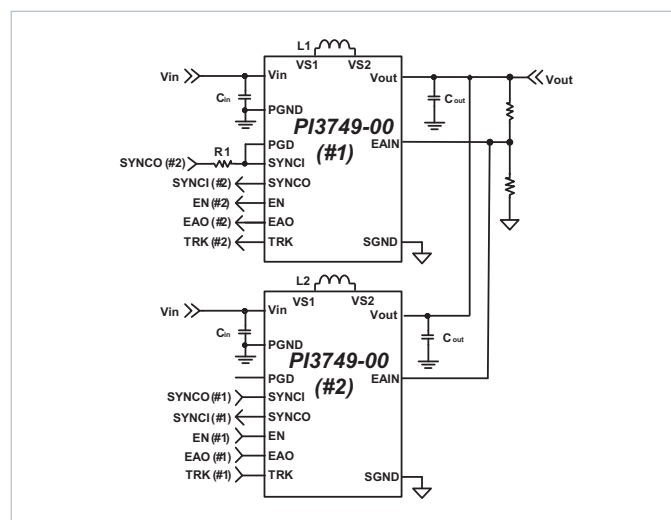 L1
VS1 VS2
Vin Vin Vout Vout
Cin Cout
PGND
PI3749-00
(#1)
PGD EAIN
R1
SYNCO (#2) SYNCI
SYNCI (#2) SYNCO
EN (#2) EN
EAO (#2) EAO
TRK (#2) TRK SGND
L2
VS1 VS2
Vin Vin Vout
Cin Cout
PGND
PI3749-00
(#2)
PGD EAIN
SYNCO (#1) SYNCI
SYNCI (#1) SYNCO
EN (#1) EN
EAO (#1) EAO
TRK (#1) TRK SGND